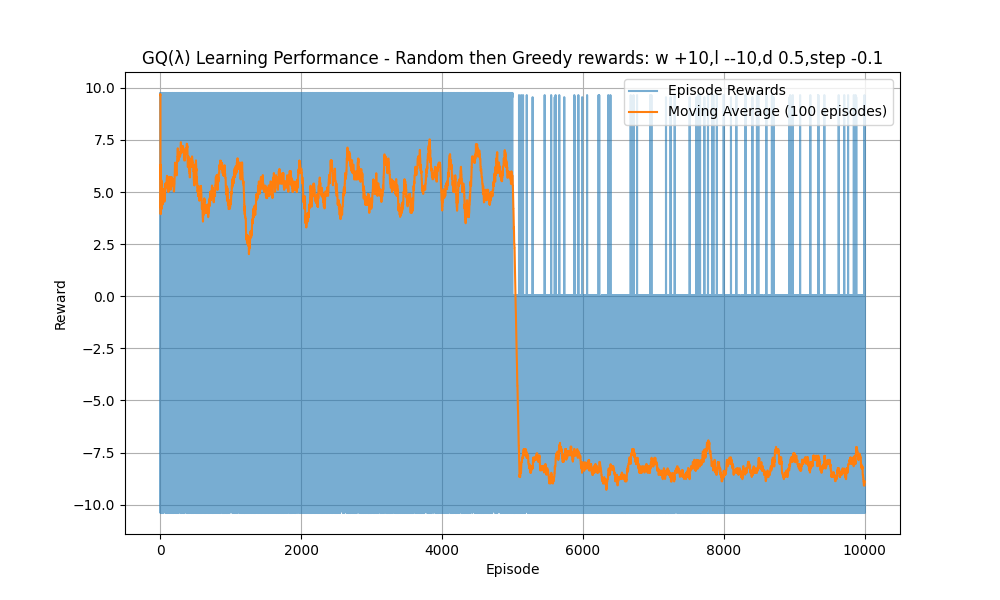 GQ(λ) Learning Performance - Random then Greedy rewards: w +10,l --10,d 0.5,step -0.1
Episode Rewards
Moving Average (100 episodes)
10.0
7.5
5.0
2.5
0.0
−2.5
−5.0
−7.5
−10.0
Reward
0 2000 4000 6000 8000 10000
Episode